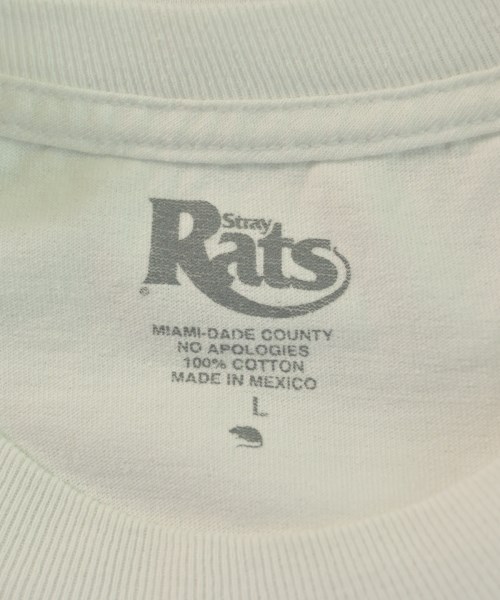 Stray
Rats
®
MIAMI-DADE COUNTY
NO APOLOGIES
100% COTTON
MADE IN MEXICO
L